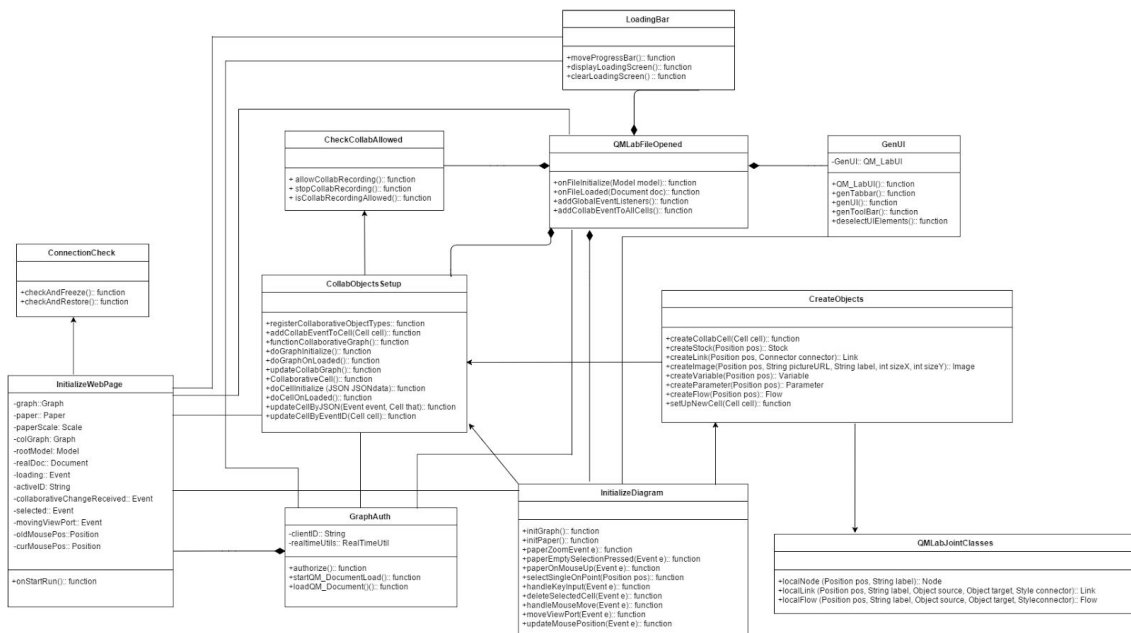 LoadingBar
+moveProgressBar():: function
+displayLoadingScreen():: function
+clearLoadingScreen() :: function
CheckCollabAllowed
+ allowCollabRecording():: function
+ stopCollabRecording():: function
+ isCollabRecordingAllowed():: function
QMLabFileOpened
+onFileInitialize(Model model):: function
+onFileLoaded(Document doc):: function
+addGlobalEventListeners():: function
+addCollabEventToAllCells():: function
GenUI
-GenUI:: QM_LabUI
+QM_LabUI():: function
+genTabbar():: function
+genUI():: function
+genToolBar():: function
+deselectUIElements():: function
ConnectionCheck
+checkAndFreeze():: function
+checkAndRestore():: function
CollabObjectsSetup
+registerCollaborativeObjectTypes:: function
+addCollabEventToCell(Cell cell):: function
+functionCollaborativeGraph():: function
+doGraphInitialize():: function
+doGraphOnLoaded():: function
+updateCollabGraph():: function
+CollaborativeCell():: function
+doCellInitialize (JSON JSONdata):: function
+doCellOnLoaded():: function
+updateCellByJSON(Event event, Cell that):: function
+updateCellByEventID(Cell cell):: function
CreateObjects
+createCollabCell(Cell cell):: function
+createStock(Position pos):: Stock
+createLink(Position pos, Connector connector):: Link
+createImage(Position pos, String pictureURL, String label, int sizeX, int sizeY):: Image
+createVariable(Position pos):: Variable
+createParameter(Position pos):: Parameter
+createFlow(Position pos):: Flow
+setUpNewCell(Cell cell):: function
InitializeWebPage
-graph::Graph
-paper:: Paper
-paperScale:: Scale
-colGraph:: Graph
-rootModel:: Model
-realDoc:: Document
-loading:: Event
-activeID:: String
-collaborativeChangeReceived:: Event
-selected:: Event
-movingViewPort:: Event
-oldMousePos::Position
-curMousePos:: Position
+onStartRun():: function
GraphAuth
-clientID:: String
-realtimeUtils:: RealTimeUtil
+authorize():: function
+startQM_DocumentLoad():: function
+loadQM_Document()():: function
InitializeDiagram
+initGraph():: function
+initPaper():: function
+paperZoomEvent e):: function
+paperEmptySelectionPressed(Event e):: function
+paperOnMouseUp(Event e):: function
+selectSingleOnPoint(Position pos):: function
+handleKeyInput(Event e):: function
+deleteSelectedCell(Event e):: function
+handleMouseMove(Event e):: function
+moveViewPort(Event e):: function
+updateMousePosition(Event e):: function
QMLabJointClasses
+localNode (Position pos, String label):: Node
+localLink (Position pos, String label, Object source, Object target, Style connector):: Link
+localFlow (Position pos, String label, Object source, Object target, Styleconnector):: Flow